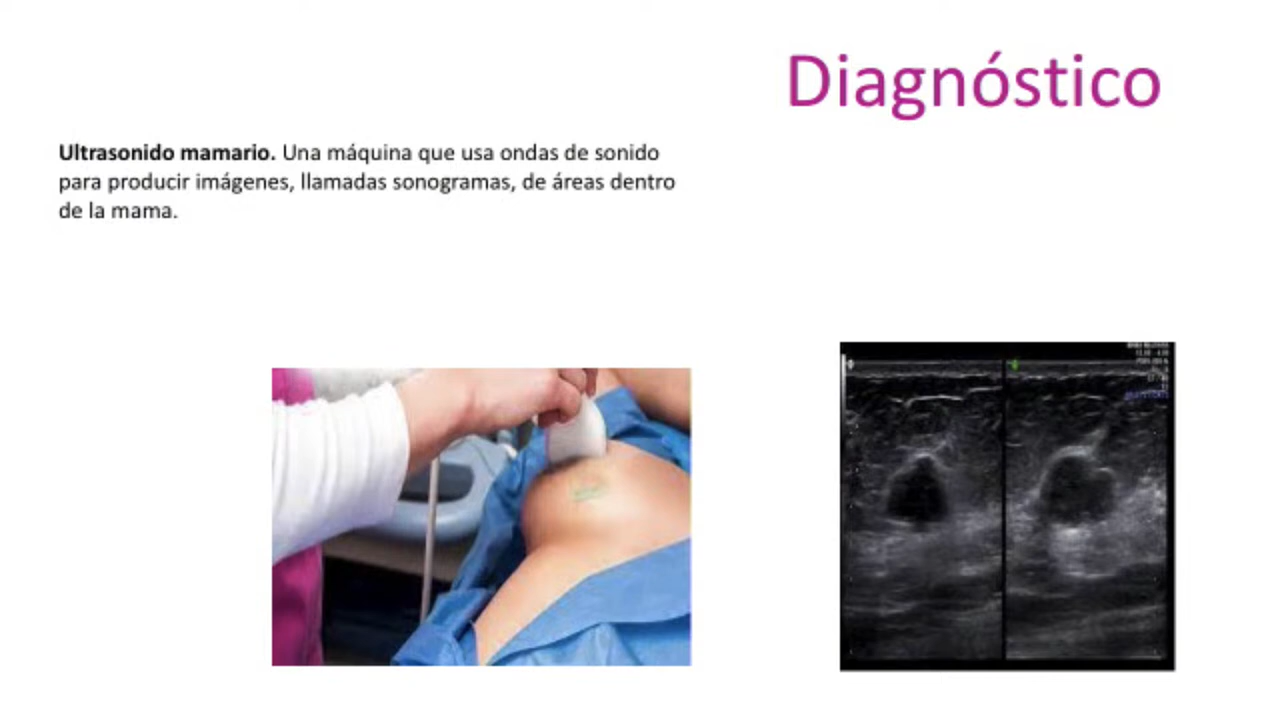 Diagnóstico
Ultrasonido mamario. Una máquina que usa ondas de sonido
para producir imágenes, llamadas sonogramas, de áreas dentro
de la mama.